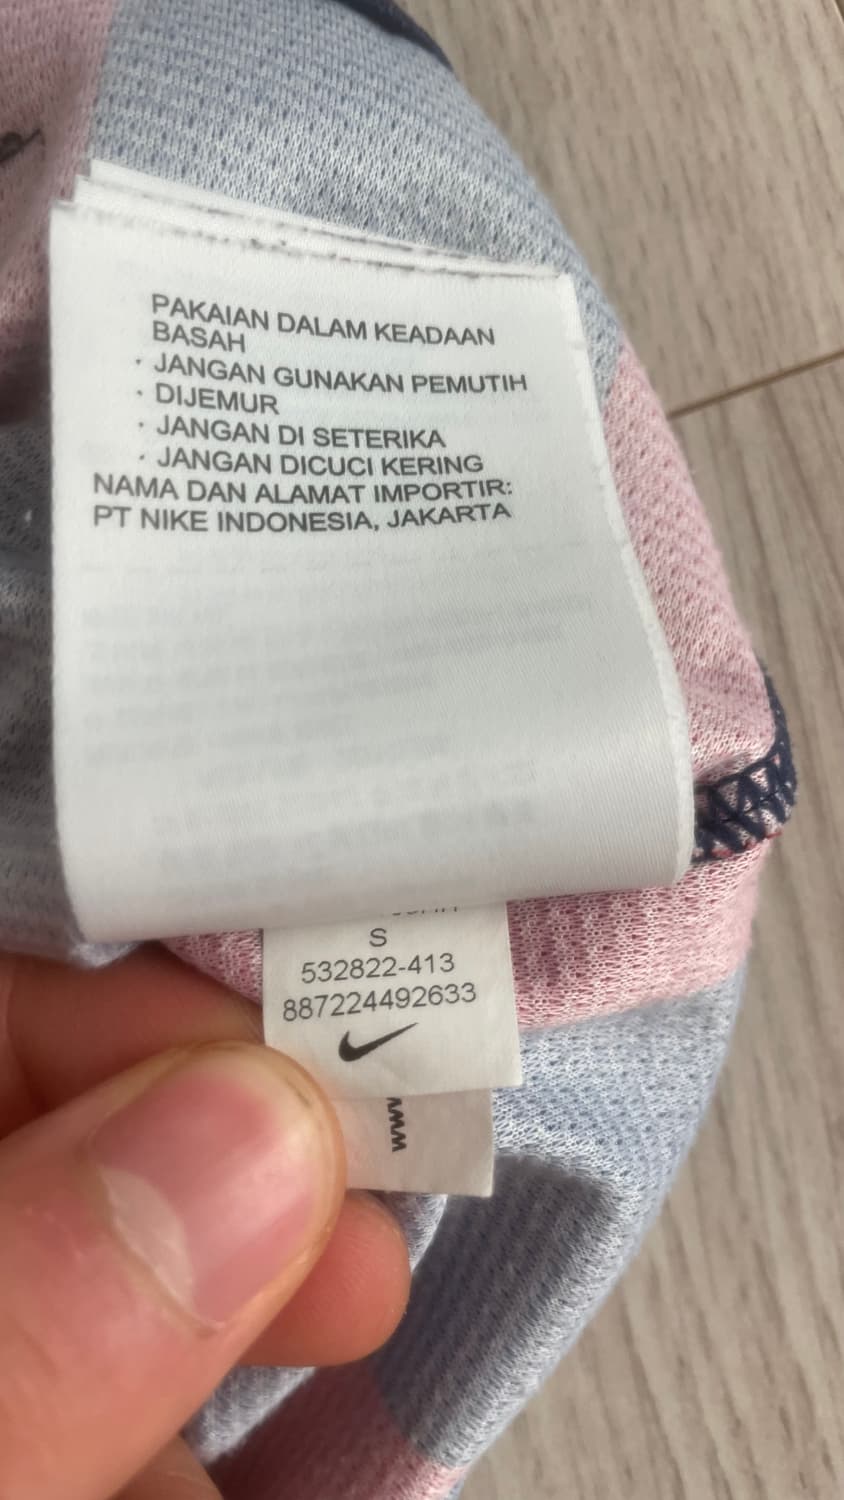 PAKAIAN DALAM KEADAAN
BASAH
· JANGAN GUNAKAN PEMUTIH
· DIJEMUR
· JANGAN DI SETERIKA
· JANGAN DICUCI KERING
NAMA DAN ALAMAT IMPORTIR:
PT NIKE INDONESIA, JAKARTA
S
532822-413
887224492633